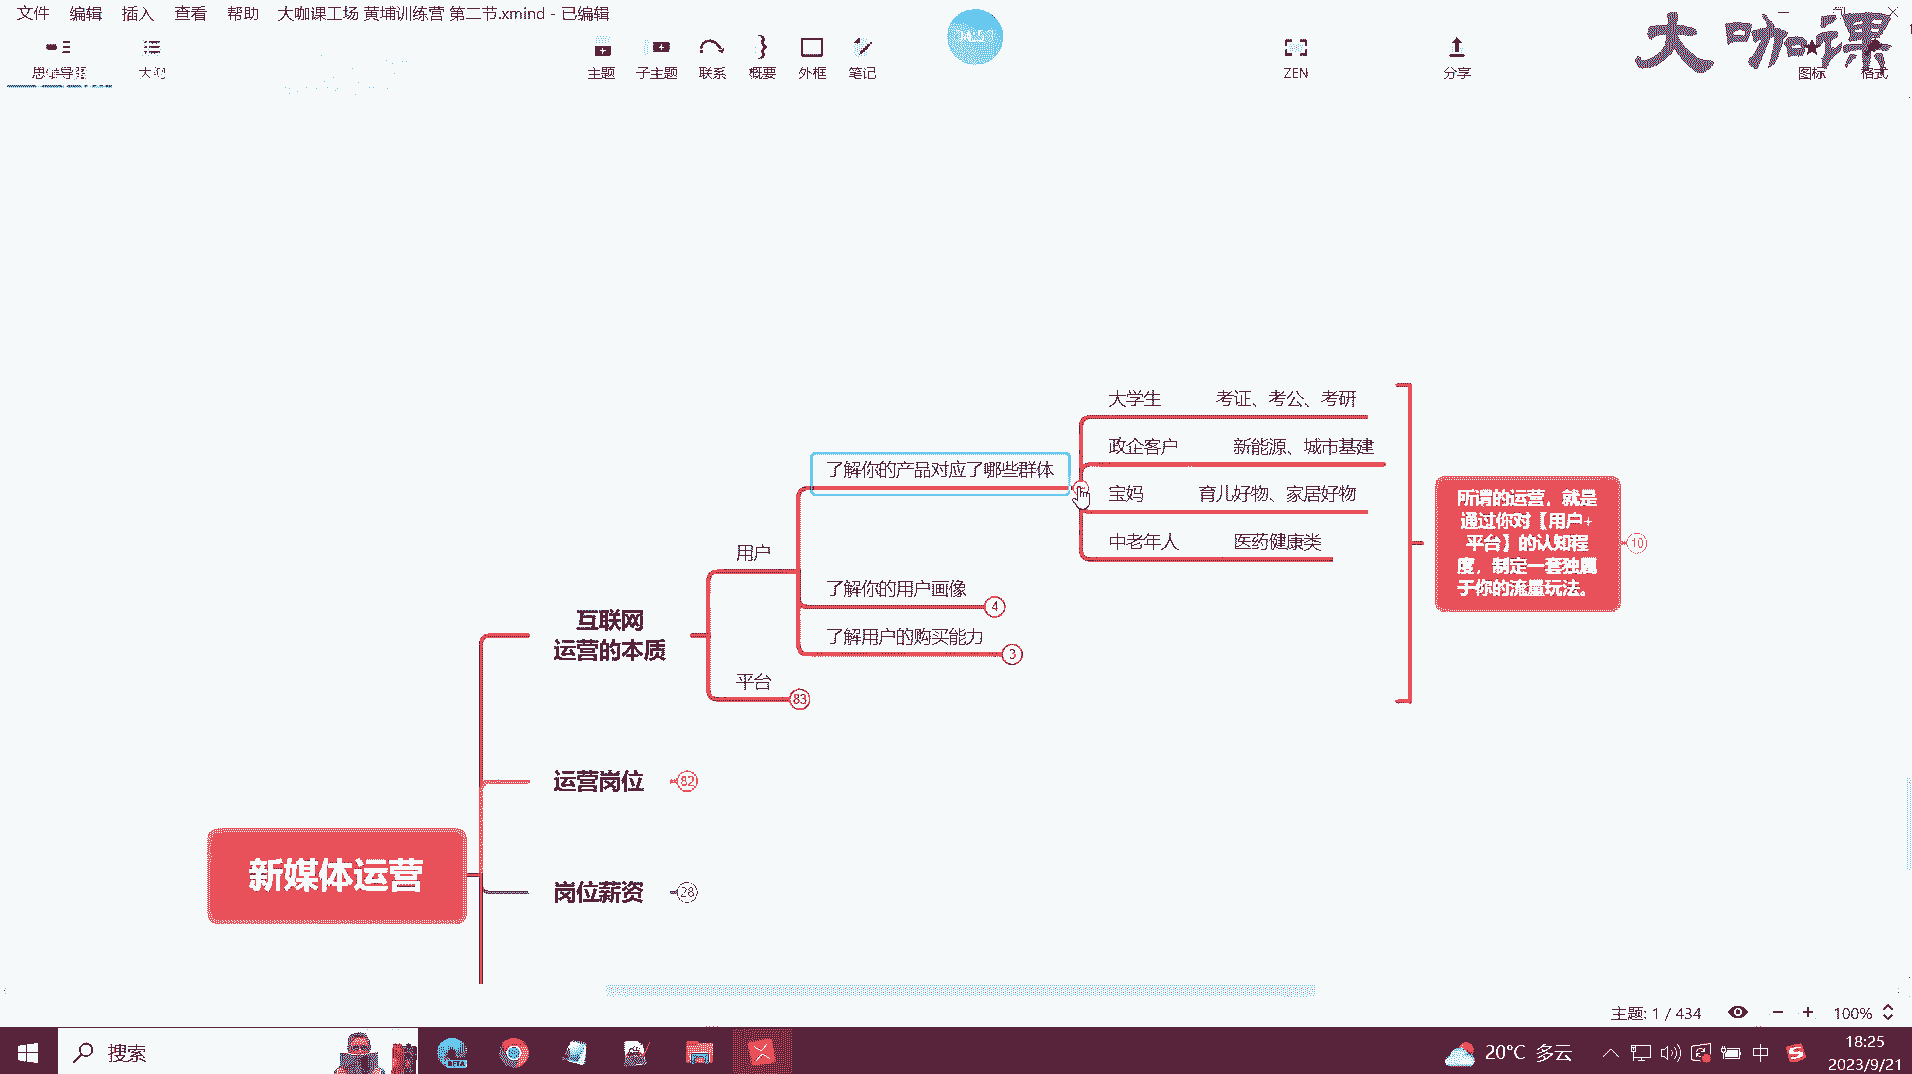 文件 编辑 插入 查看 帮助 大咖课工场 黄埔训练营 第二节.xmind - 已编辑
大咖课
主题 子主题 联系 概要 外框 笔记 ZEN 分享 图标 格式
大学生 考证、考公、考研
政企客户 新能源、城市基建
了解你的产品对应了哪些群体
宝妈 育儿好物、家居好物
中老年人 医药健康类
所谓的运营，就是
通过你对【用户+
平台】的认知程
度，制定一套独属
于你的流量玩法。
10
用户
了解你的用户画像 4
了解用户的购买能力 3
互联网
运营的本质
平台 83
运营岗位 82
新媒体运营
岗位薪资 28
主题: 1 / 434 100%
搜索
20°C 多云
中
18:25
2023/9/21